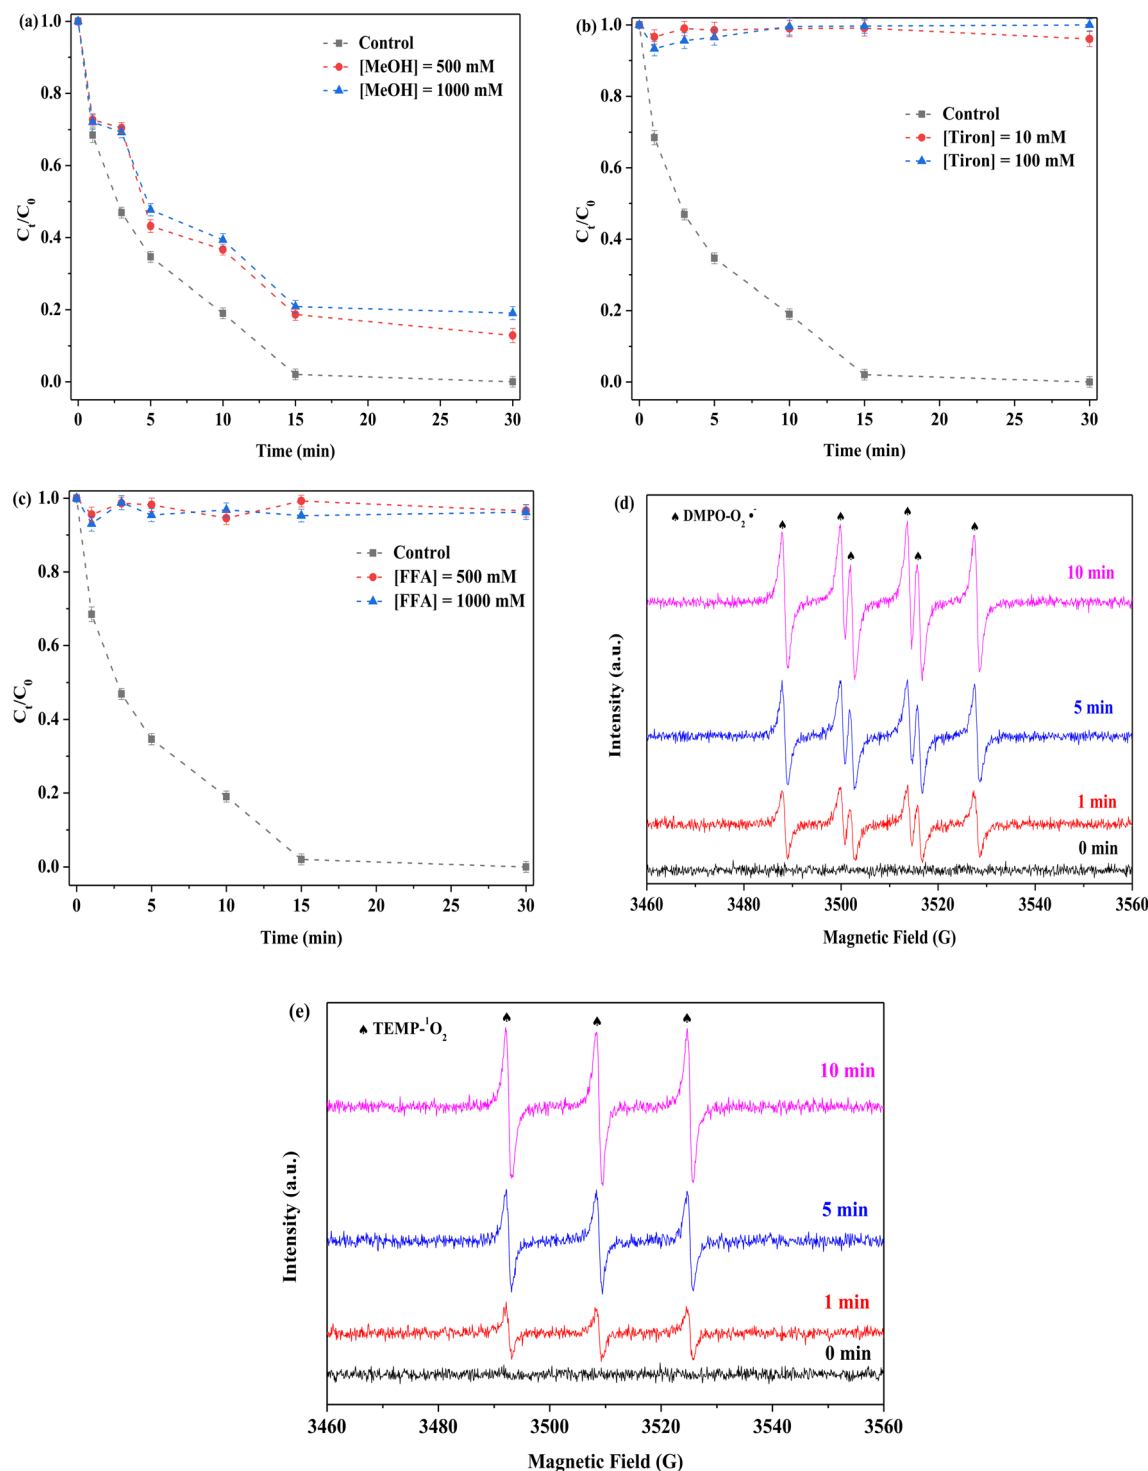 (a)
Control
[MeOH] = 500 mM
[MeOH] = 1000 mM
1.0
0.8
0.6
0.4
0.2
0.0
Cₜ/C₀
0 5 10 15 20 25 30
Time (min)
(b)
Control
[Tiron] = 10 mM
[Tiron] = 100 mM
1.0
0.8
0.6
0.4
0.2
0.0
Cₜ/C₀
0 5 10 15 20 25 30
Time (min)
(c)
Control
[FFA] = 500 mM
[FFA] = 1000 mM
1.0
0.8
0.6
0.4
0.2
0.0
Cₜ/C₀
0 5 10 15 20 25 30
Time (min)
(d)
♠ DMPO-O₂•⁻
10 min
5 min
1 min
0 min
Intensity (a.u.)
3460 3480 3500 3520 3540 3560
Magnetic Field (G)
(e)
♠ TEMP-¹O₂
10 min
5 min
1 min
0 min
Intensity (a.u.)
3460 3480 3500 3520 3540 3560
Magnetic Field (G)